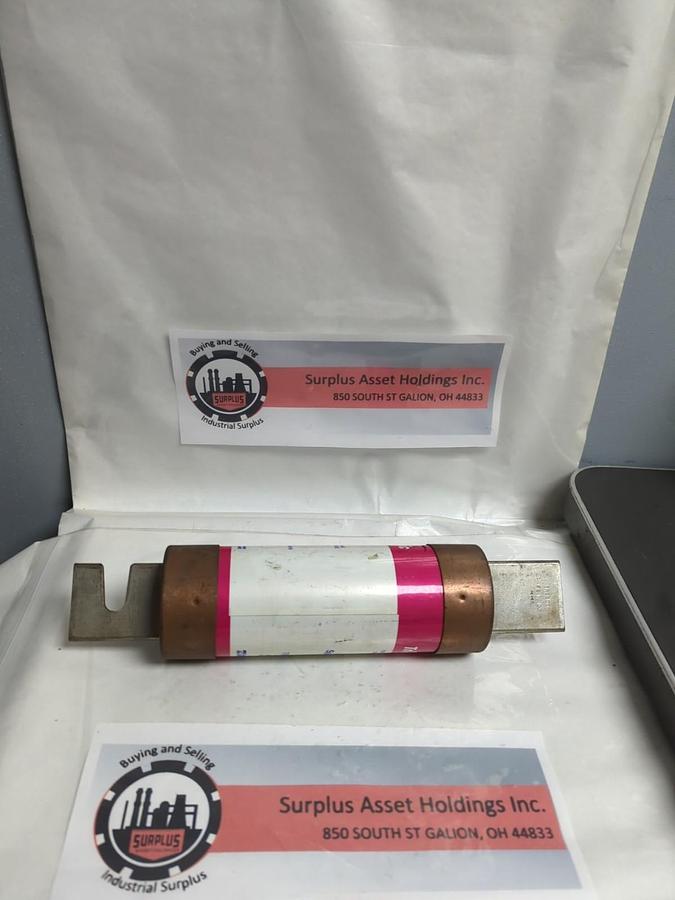 Buying and Selling
SURPLUS
Industrial Surplus
Surplus Asset Holdings Inc.
850 SOUTH ST GALION, OH 44833
Buying and Selling
SURPLUS
Industrial Surplus
Surplus Asset Holdings Inc.
850 SOUTH ST GALION, OH 44833